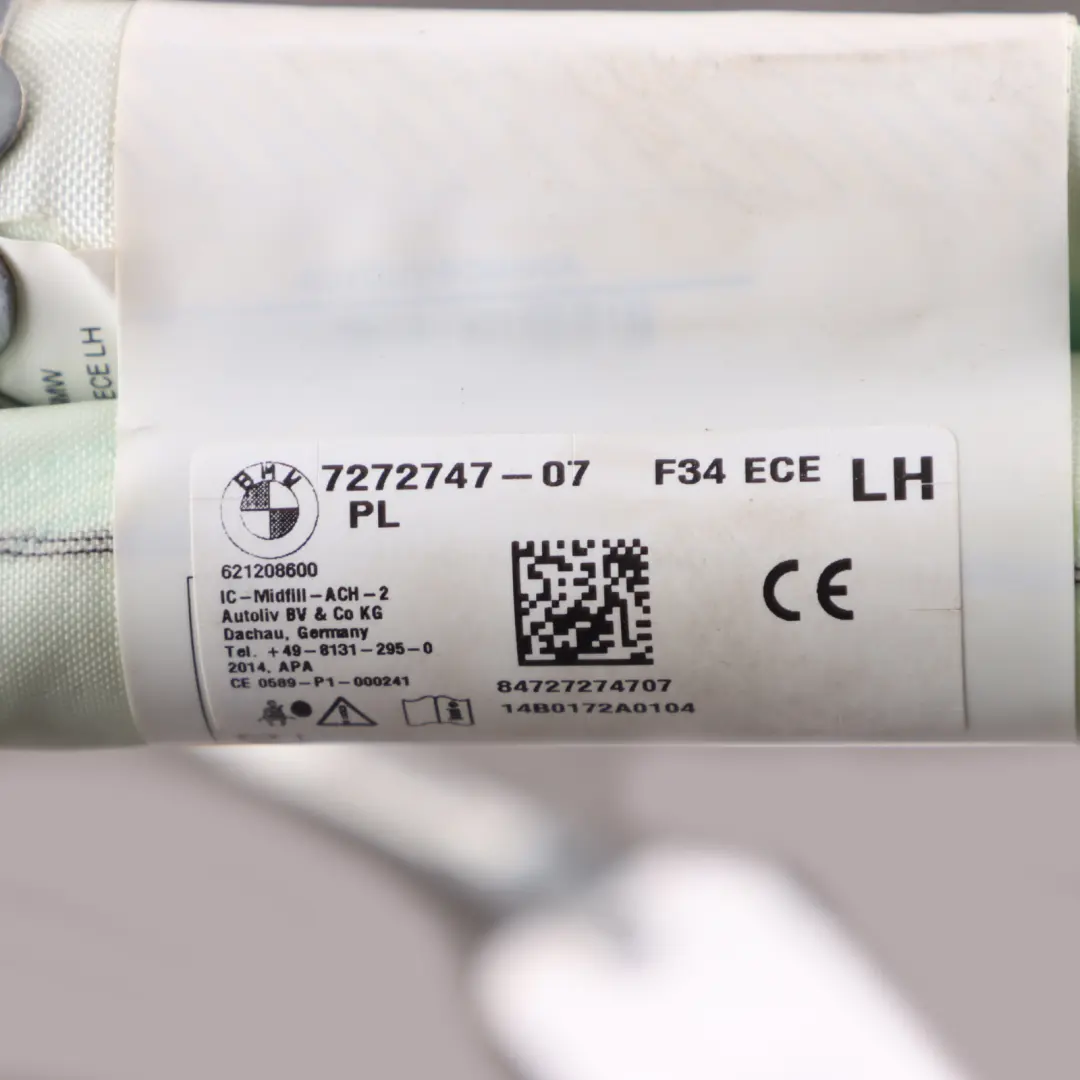 MW
ECE LH
BMW
7272747-07 F34 ECE LH
PL
621208600
IC-Midfill-ACH-2
Autoliv BV & Co KG
Dachau, Germany
Tel. +49-8131-295-0
2014, APA
CE 0589-P1-000241
CE
84727274707
14B0172A0104